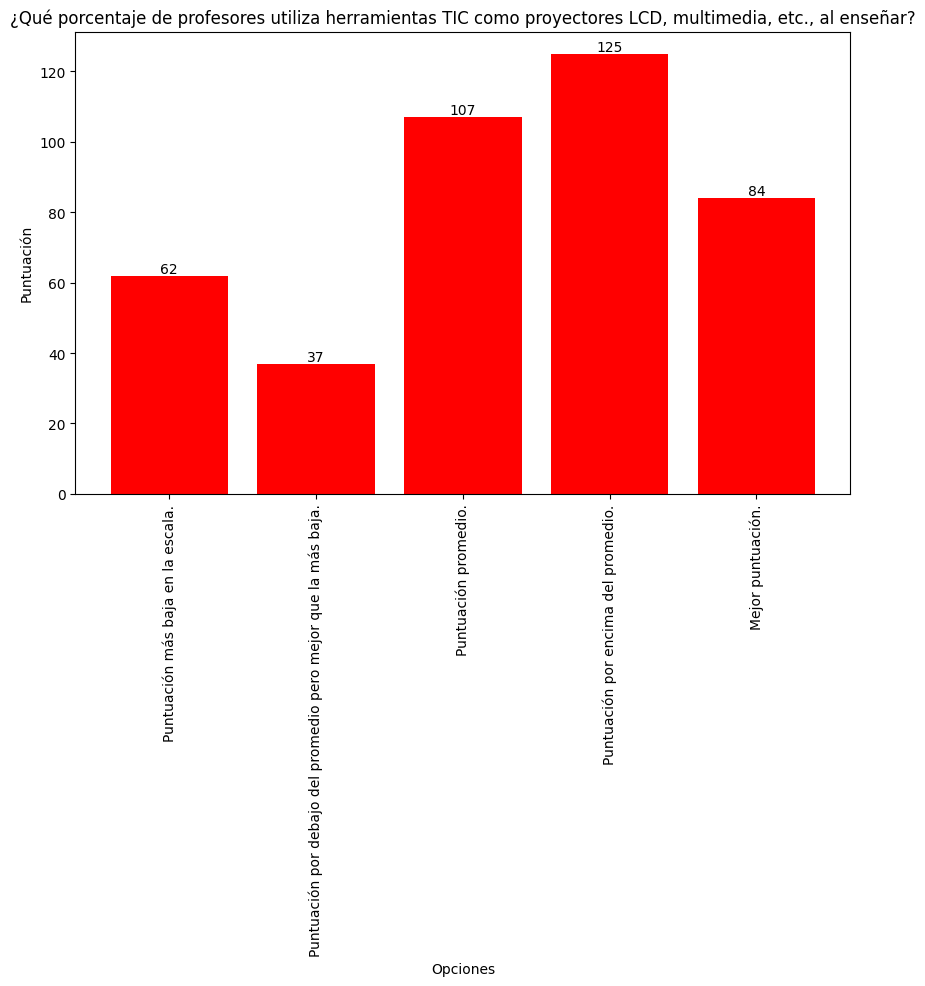 ¿Qué porcentaje de profesores utiliza herramientas TIC como proyectores LCD, multimedia, etc., al enseñar?
Puntuación
120
100
80
60
40
20
0
62
37
107
125
84
Puntuación más baja en la escala.
Puntuación por debajo del promedio pero mejor que la más baja.
Puntuación promedio.
Puntuación por encima del promedio.
Mejor puntuación.
Opciones